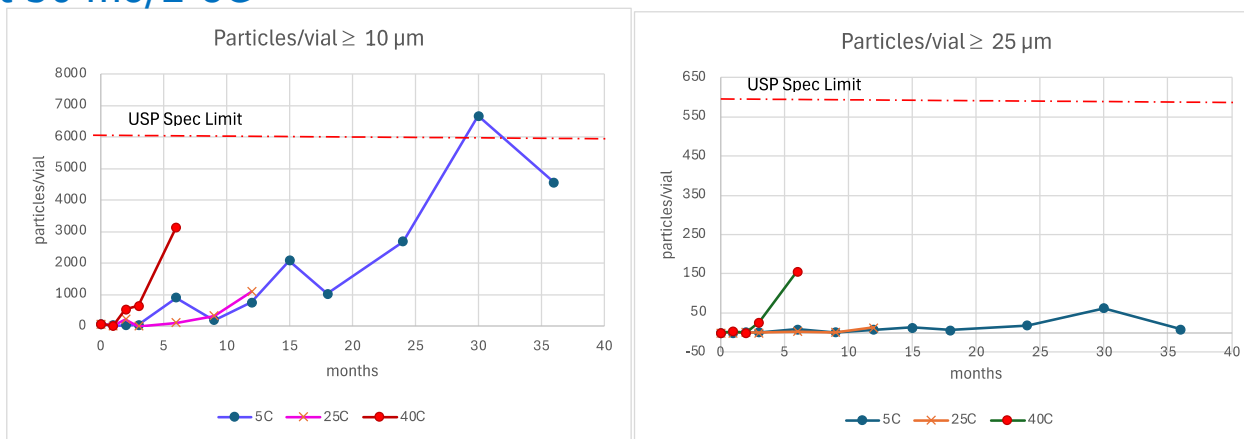 Particles/vial ≥ 10 µm
8000
7000
USP Spec Limit
6000
5000
4000
3000
2000
1000
0
particles/vial
0 5 10 15 20 25 30 35 40
months
5C 25C 40C
Particles/vial ≥ 25 µm
650
USP Spec Limit
550
450
350
250
150
50
-50
particles/vial
0 5 10 15 20 25 30 35 40
months
5C 25C 40C